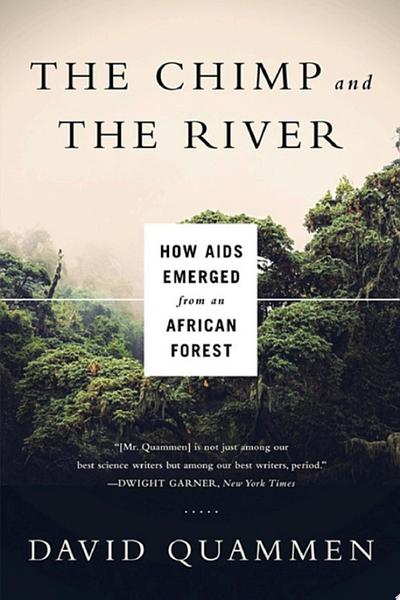 THE CHIMP and
THE RIVER
HOW AIDS
EMERGED
from an
AFRICAN
FOREST
“[Mr. Quammen] is not just among our
best science writers but among our best writers, period.”
—DWIGHT GARNER, New York Times
.....
DAVID QUAMMEN